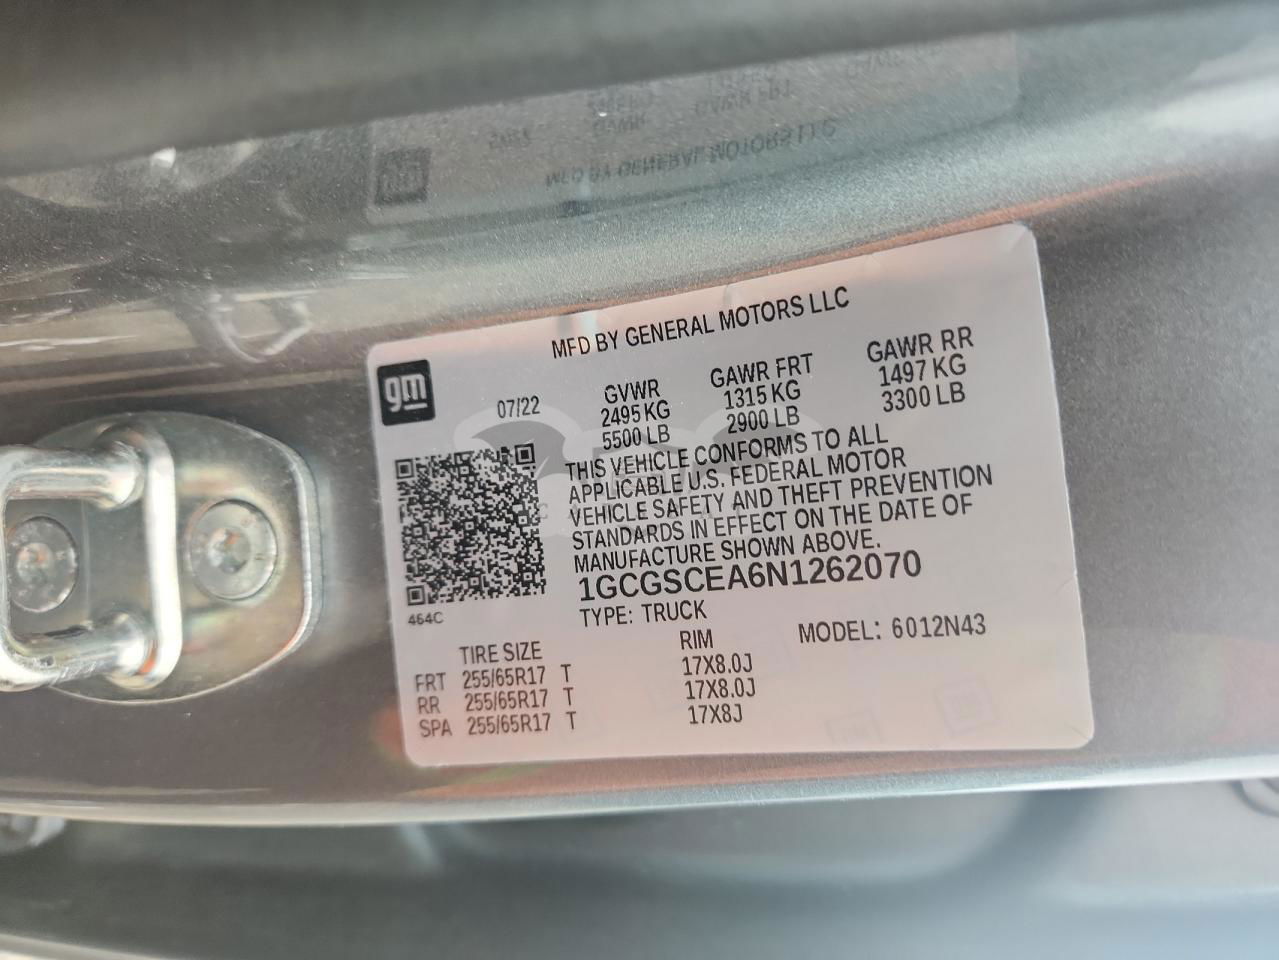 MFD BY GENERAL MOTORS LLC
gm
07/22
GVWR GAWR FRT GAWR RR
2495 KG 1315 KG 1497 KG
5500 LB 2900 LB 3300 LB
THIS VEHICLE CONFORMS TO ALL
APPLICABLE U.S. FEDERAL MOTOR
VEHICLE SAFETY AND THEFT PREVENTION
STANDARDS IN EFFECT ON THE DATE OF
MANUFACTURE SHOWN ABOVE.
1GCGSCEA6N1262070
464C
TYPE: TRUCK
MODEL: 6012N43
TIRE SIZE RIM
FRT 255/65R17 T 17X8.0J
RR 255/65R17 T 17X8.0J
SPA 255/65R17 T 17X8J